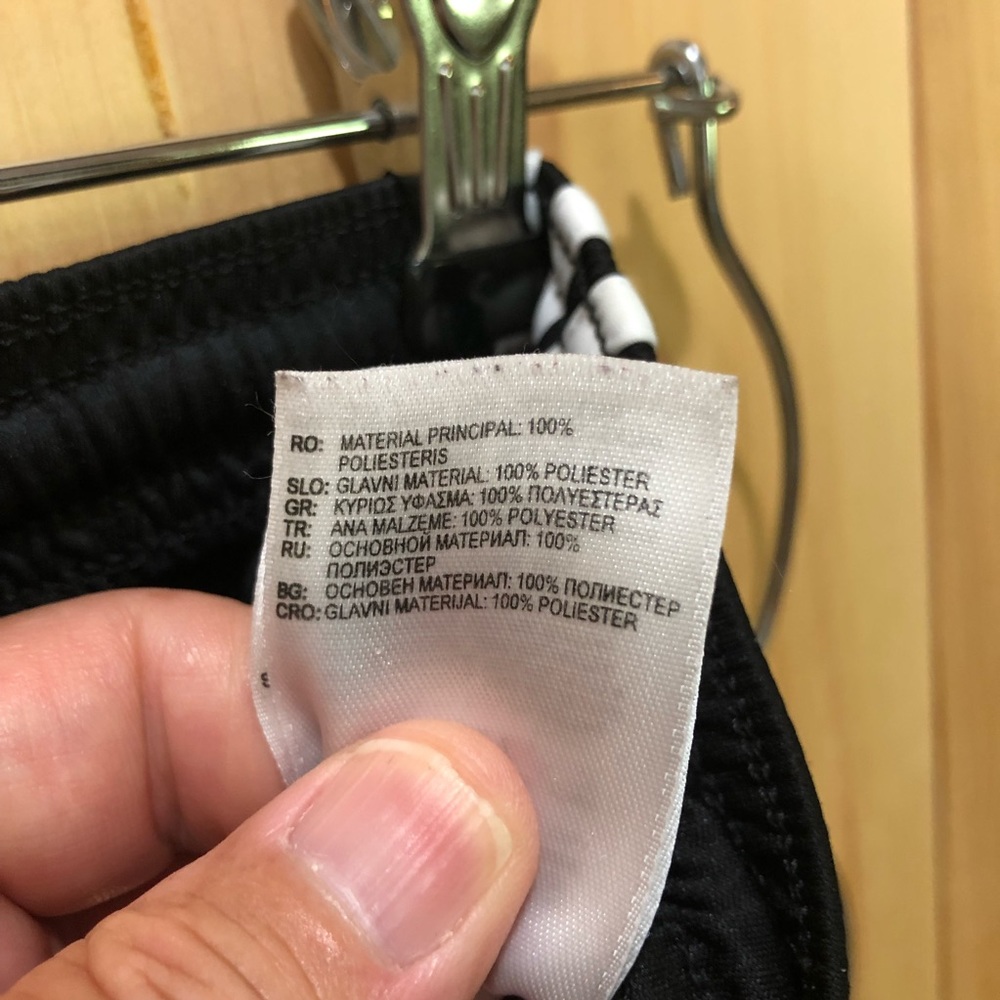 RO: MATERIAL PRINCIPAL: 100%
POLIESTERIS
SLO: GLAVNI MATERIAL: 100% POLIESTER
GR: ΚΥΡΙΟΣ ΥΦΑΣΜΑ: 100% ΠΟΛΥΕΣΤΕΡΑΣ
TR: ANA MALZEME: 100% POLYESTER
RU: ОСНОВНОЙ МАТЕРИАЛ: 100%
ПОЛИЭСТЕР
BG: ОСНОВЕН МАТЕРИАЛ: 100% ПОЛИЕСТЕР
CRO: GLAVNI MATERIJAL: 100% POLIESTER